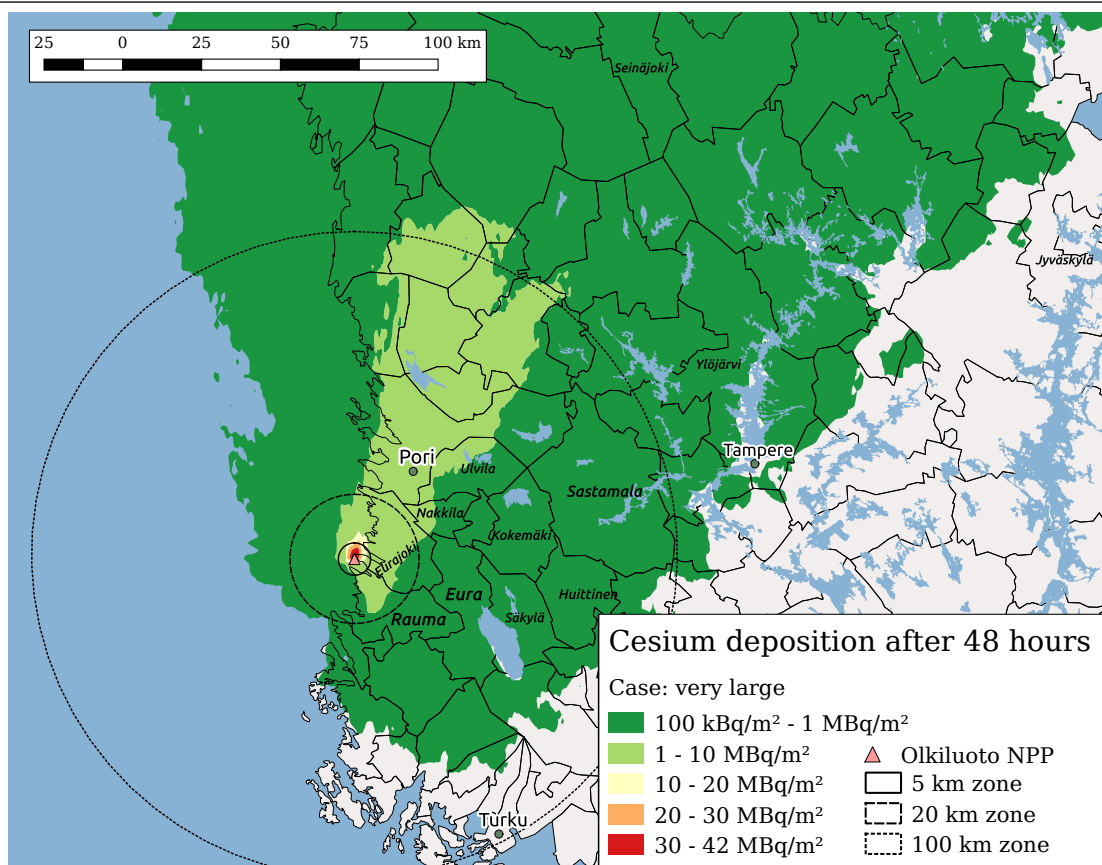 25 0 25 50 75 100 km
Seinäjoki
Jyväskylä
Ylöjärvi
Tampere
Pori
Ulvila
Sastamala
Nakkila
Kokemäki
Eurajoki
Eura
Huittinen
Säkylä
Rauma
Turku
Cesium deposition after 48 hours
Case: very large
100 kBq/m² - 1 MBq/m²
1 - 10 MBq/m²
10 - 20 MBq/m²
20 - 30 MBq/m²
30 - 42 MBq/m²
Olkiluoto NPP
5 km zone
20 km zone
100 km zone